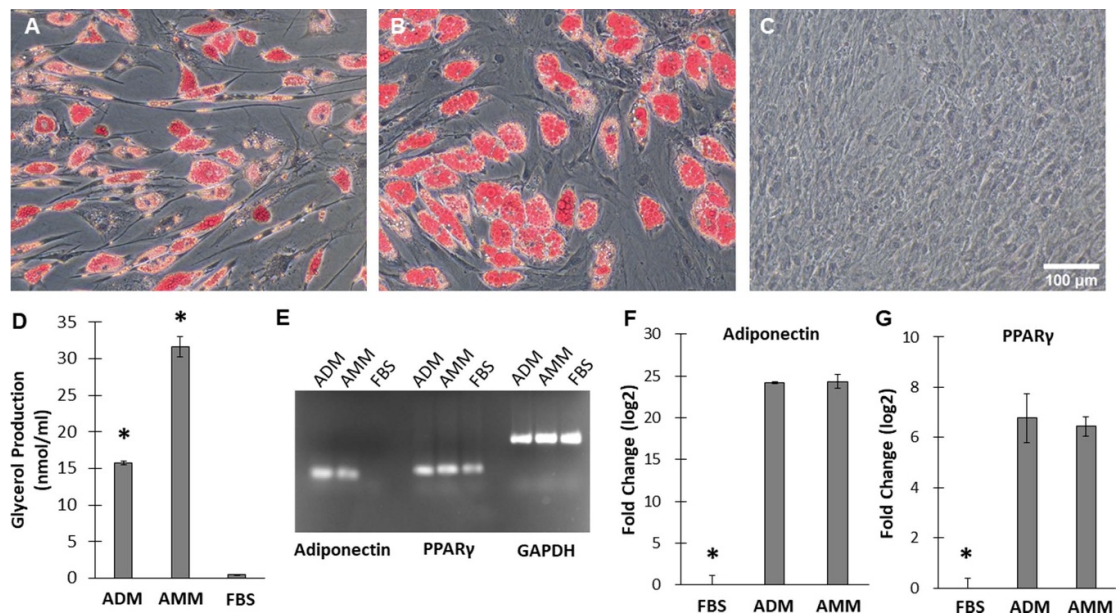 A
B
C
100 μm
D
35
30
25
20
15
10
5
0
Glycerol Production
(nmol/ml)
*
*
ADM AMM FBS
E
ADM AMM FBS ADM AMM FBS ADM AMM FBS
Adiponectin PPARγ GAPDH
F
Adiponectin
30
25
20
15
10
5
0
Fold Change (log2)
*
FBS ADM AMM
G
PPARγ
10
8
6
4
2
0
Fold Change (log2)
*
FBS ADM AMM